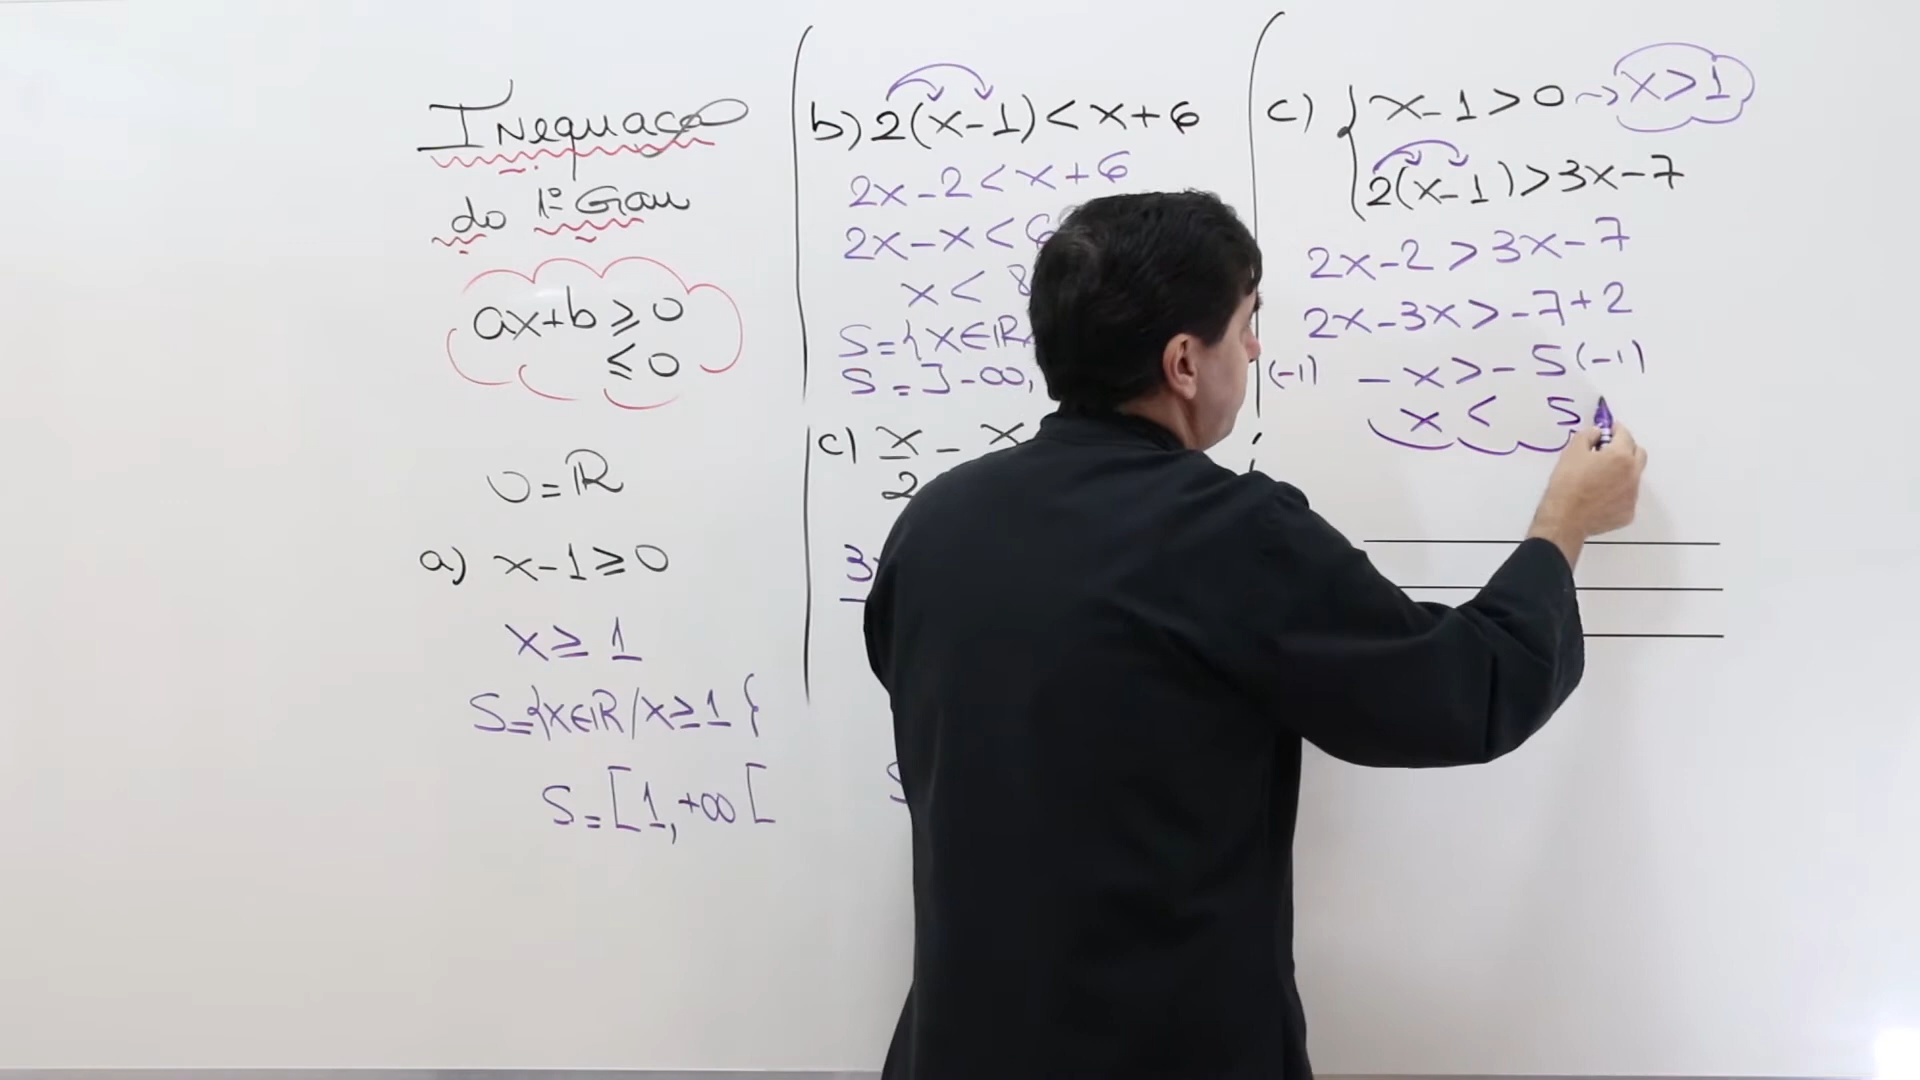 Inequação
do 1º Grau
ax+b ≥ 0
≤ 0
U = ℝ
a) x-1 ≥ 0
x ≥ 1
S={x∈ℝ/x≥1}
S=[1,+∞[
b) 2(x-1) < x+6
2x-2 < x+6
2x-x < 6
x < 8
S={x∈ℝ
S=]-∞,
c) x/2 - x
3x
S
c) { x-1 > 0 → x > 1
2(x-1) > 3x-7
2x-2 > 3x-7
2x-3x > -7+2
(-1) -x > -5 (-1)
x < 5